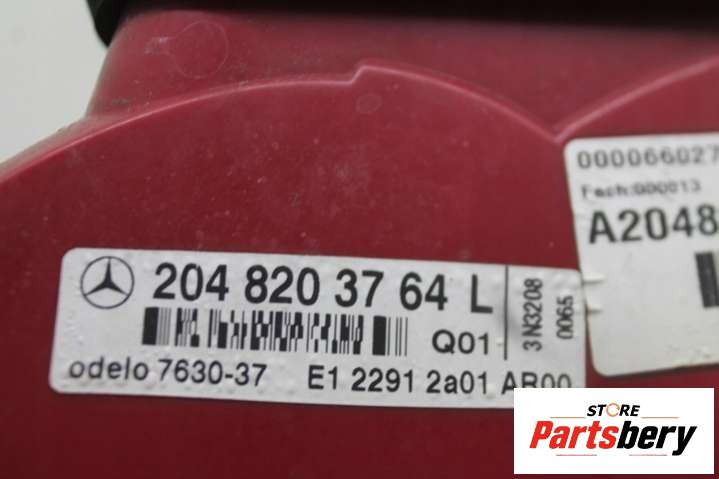 000066027
Fach:000013
A2048
204 820 37 64 L
Q01
3N3208
0065
odelo 7630-37 E1 2291 2a01 AR00
STORE
Partsbery